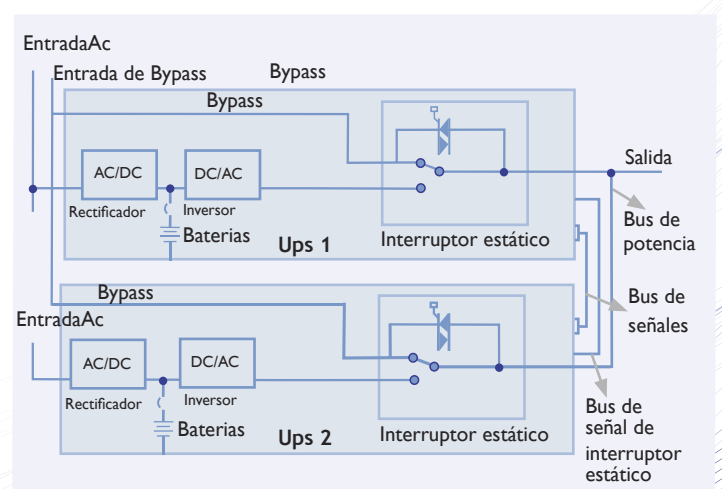 EntradaAc
Entrada de Bypass
Bypass
Bypass
AC/DC
DC/AC
Rectificador
Inversor
Baterias
Ups 1
Interruptor estático
Salida
Bus de
potencia
Bypass
EntradaAc
AC/DC
DC/AC
Rectificador
Inversor
Baterias
Ups 2
Interruptor estático
Bus de
señales
Bus de
señal de
interruptor
estático